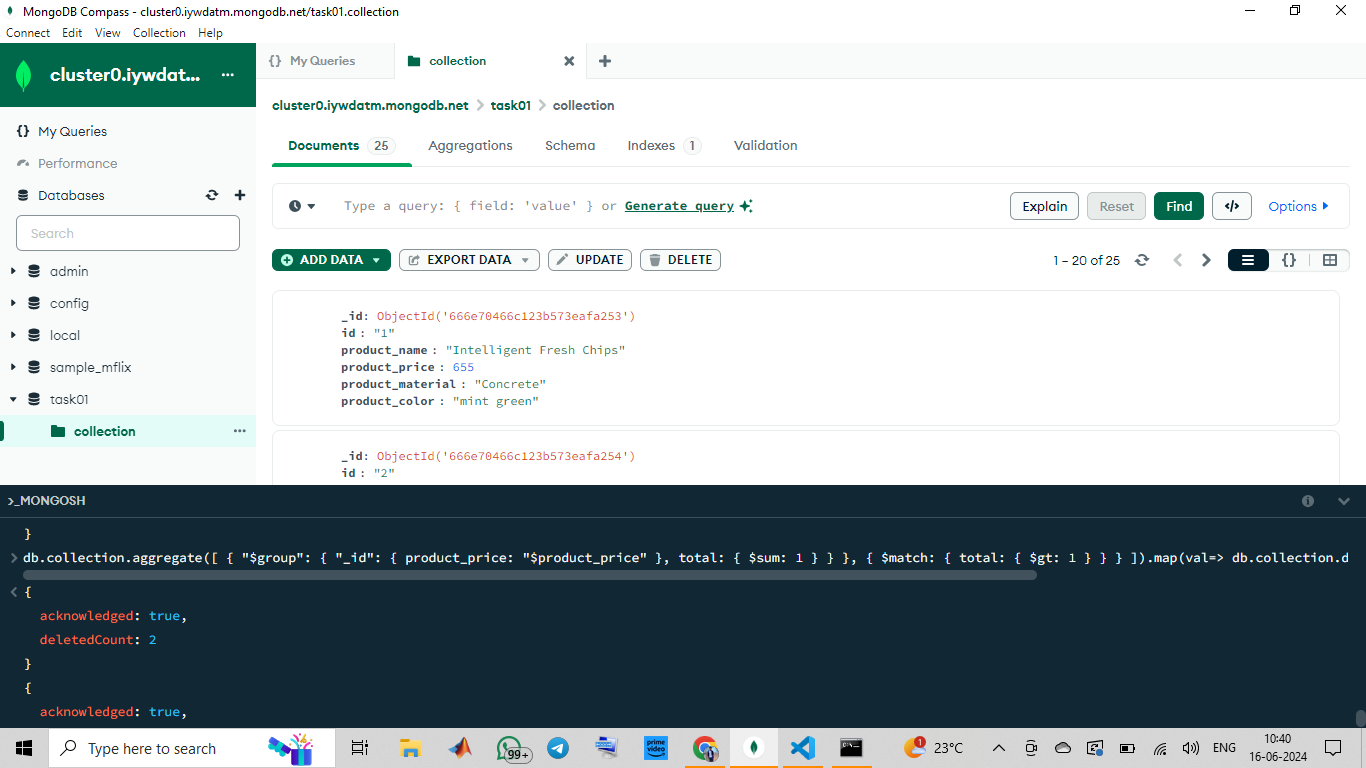 MongoDB Compass - cluster0.iywdatm.mongodb.net/task01.collection
Connect Edit View Collection Help
cluster0.iywdat... ...
{} My Queries
collection
cluster0.iywdatm.mongodb.net > task01 > collection
My Queries
Performance
Databases
Search
admin
config
local
sample_mflix
task01
collection ...
Documents 25 Aggregations Schema Indexes 1 Validation
Type a query: { field: 'value' } or Generate query
Explain Reset Find </> Options
ADD DATA EXPORT DATA UPDATE DELETE
1 – 20 of 25 {}
_id: ObjectId('666e70466c123b573eafa253')
id : "1"
product_name : "Intelligent Fresh Chips"
product_price : 655
product_material : "Concrete"
product_color : "mint green"
_id: ObjectId('666e70466c123b573eafa254')
id : "2"
>_MONGOSH
}
> db.collection.aggregate([ { "$group": { "_id": { product_price: "$product_price" }, total: { $sum: 1 } } }, { $match: { total: { $gt: 1 } } } ]).map(val=> db.collection.d
< {
acknowledged: true,
deletedCount: 2
}
{
acknowledged: true,
Type here to search
99+
prime video
1
23°C
ENG
10:40
16-06-2024